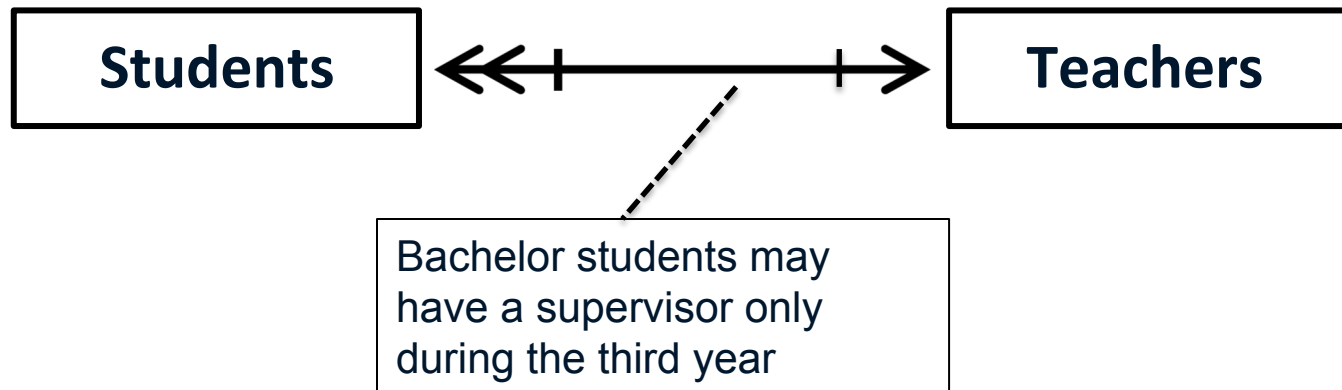 Students
Teachers
Bachelor students may
have a supervisor only
during the third year